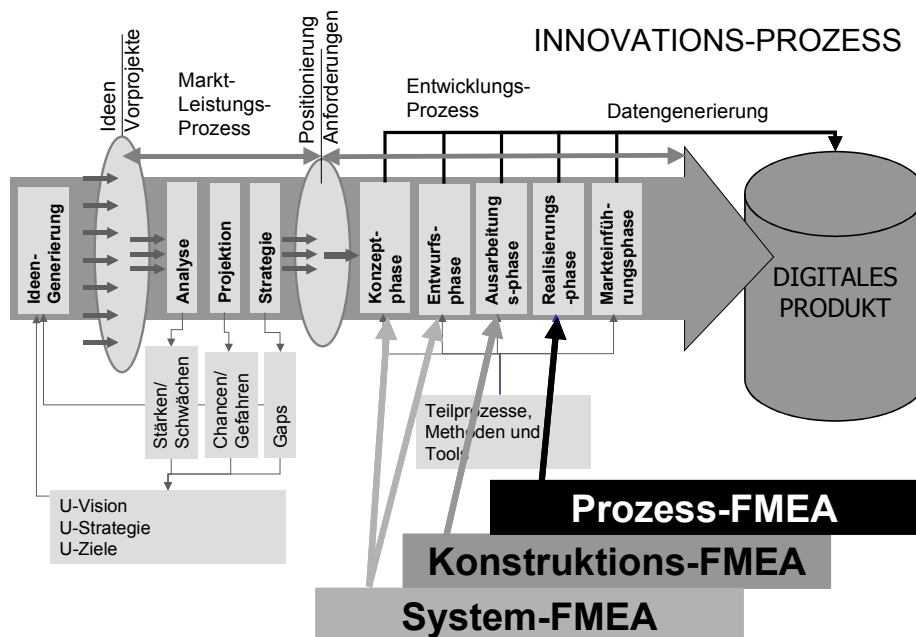 INNOVATIONS-PROZESS
Ideen
Vorprojekte
Markt-
Leistungs-
Prozess
Positionierung
Anforderungen
Entwicklungs-
Prozess
Datengenerierung
Ideen-
Generierung
Analyse
Projektion
Strategie
Konzept-
phase
Entwurfs-
phase
Ausarbeitung
s-phase
Realisierungs
-phase
Markteinfüh-
rungsphase
DIGITALES
PRODUKT
Stärken/
Schwächen
Chancen/
Gefahren
Gaps
Teilprozesse,
Methoden und
Tools
U-Vision
U-Strategie
U-Ziele
Prozess-FMEA
Konstruktions-FMEA
System-FMEA